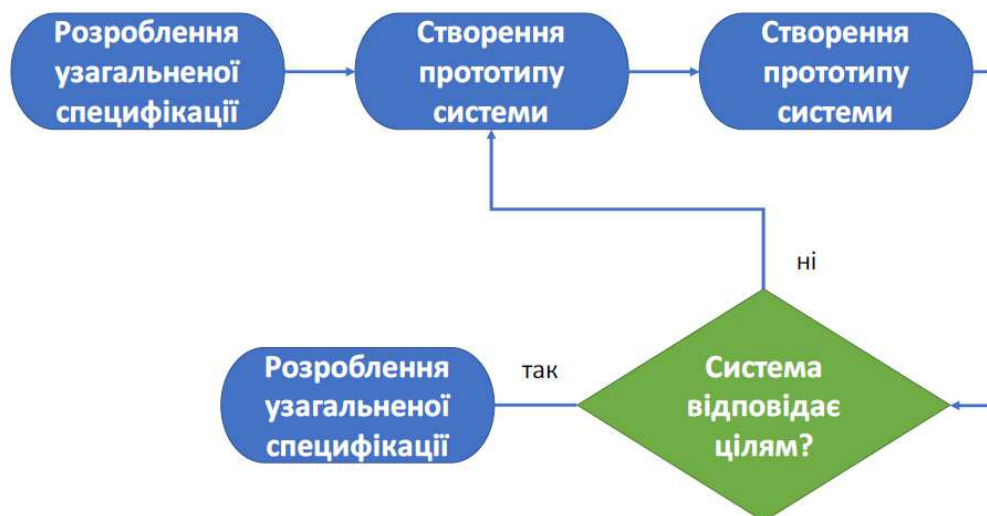 Розроблення
узагальненої
специфікації
Створення
прототипу
системи
Створення
прототипу
системи
ні
так
Розроблення
узагальненої
специфікації
Система
відповідає
цілям?